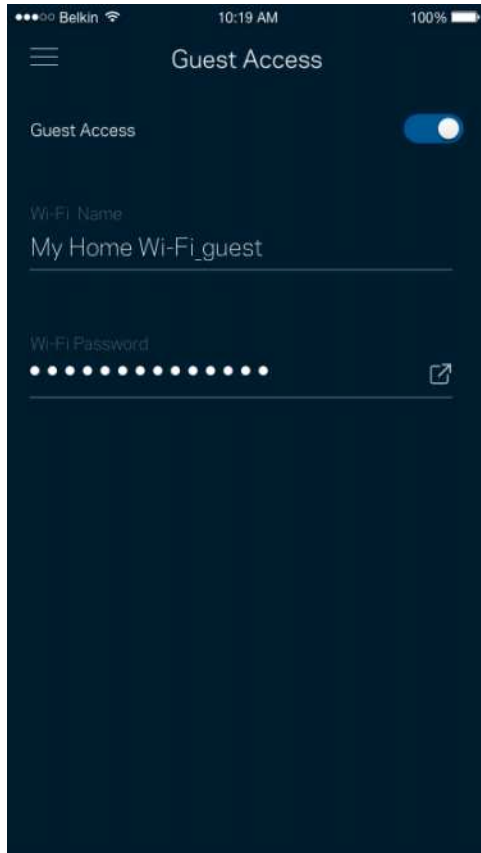 Belkin 10:19 AM 100%
Guest Access
Guest Access
Wi-Fi Name
My Home Wi-Fi_guest
Wi-Fi Password